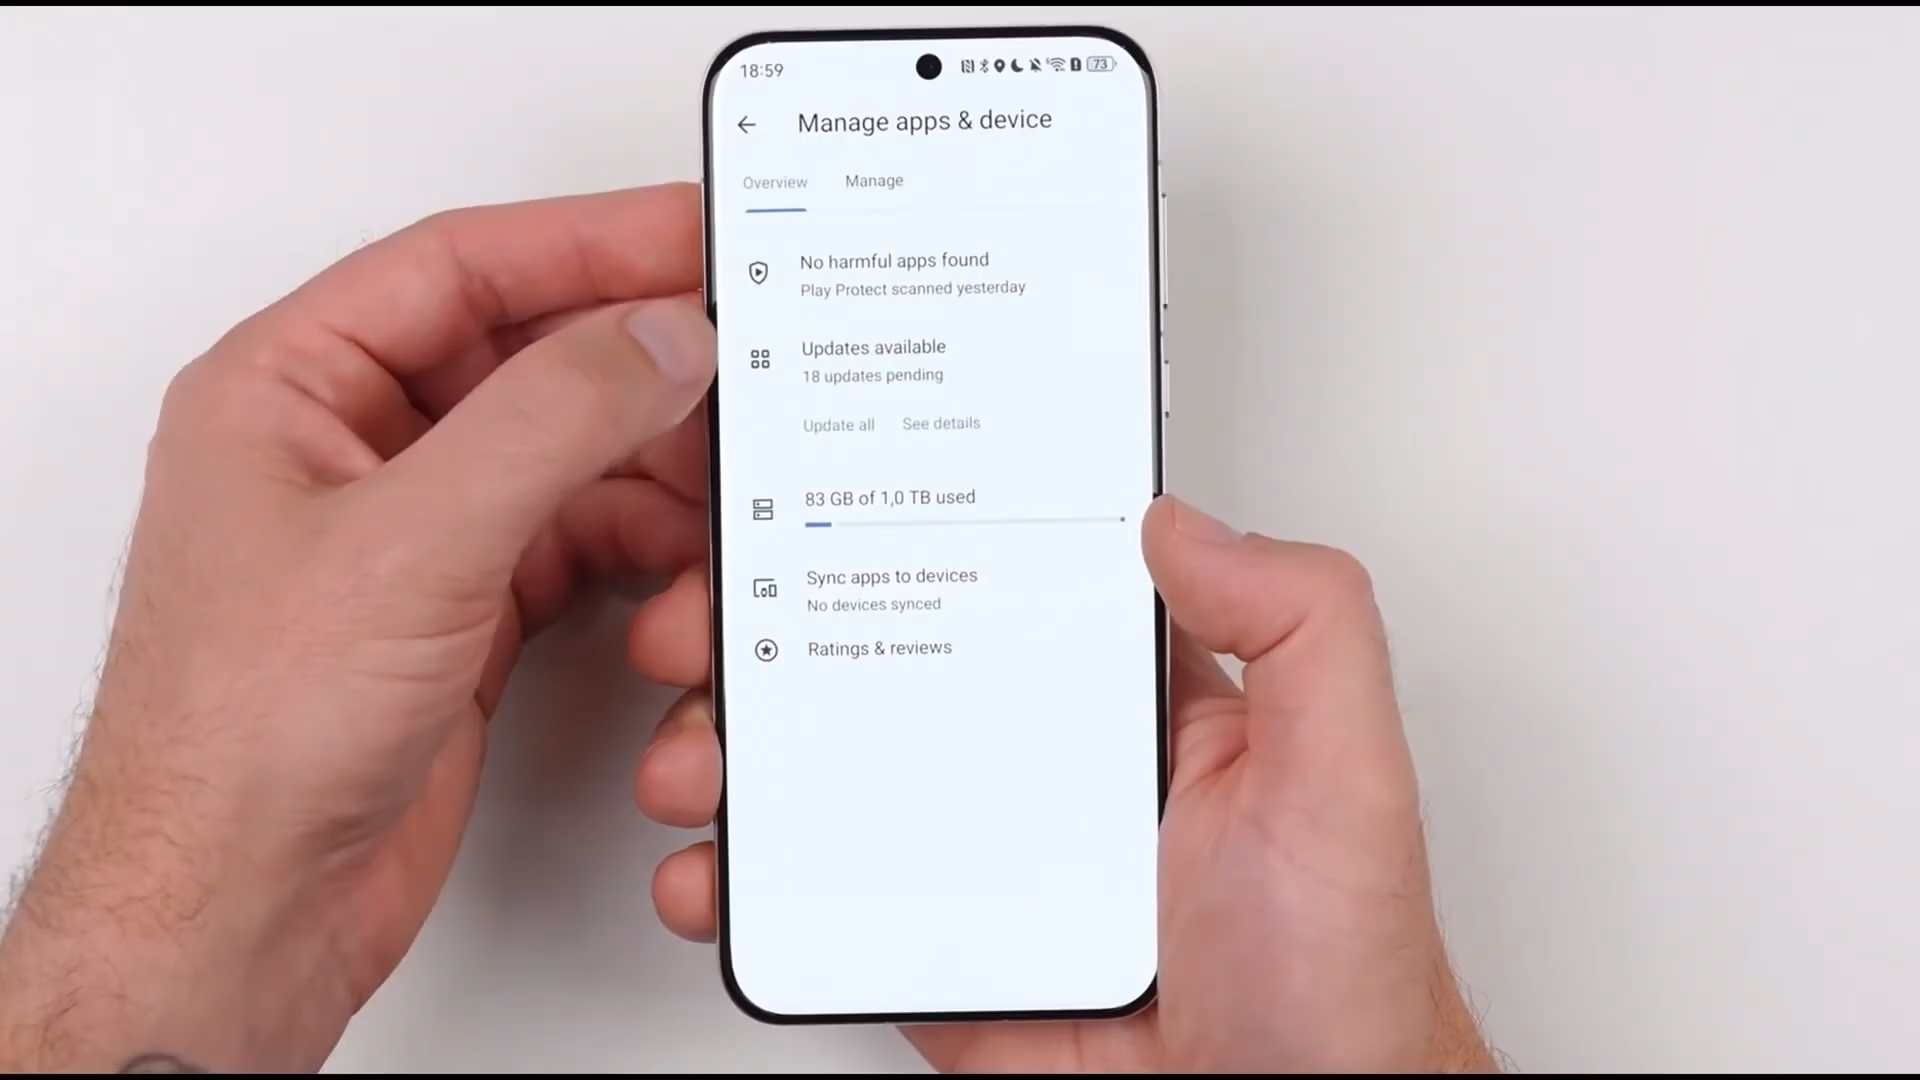 18:59
73
Manage apps & device
Overview Manage
No harmful apps found
Play Protect scanned yesterday
Updates available
18 updates pending
Update all See details
83 GB of 1,0 TB used
Sync apps to devices
No devices synced
Ratings & reviews